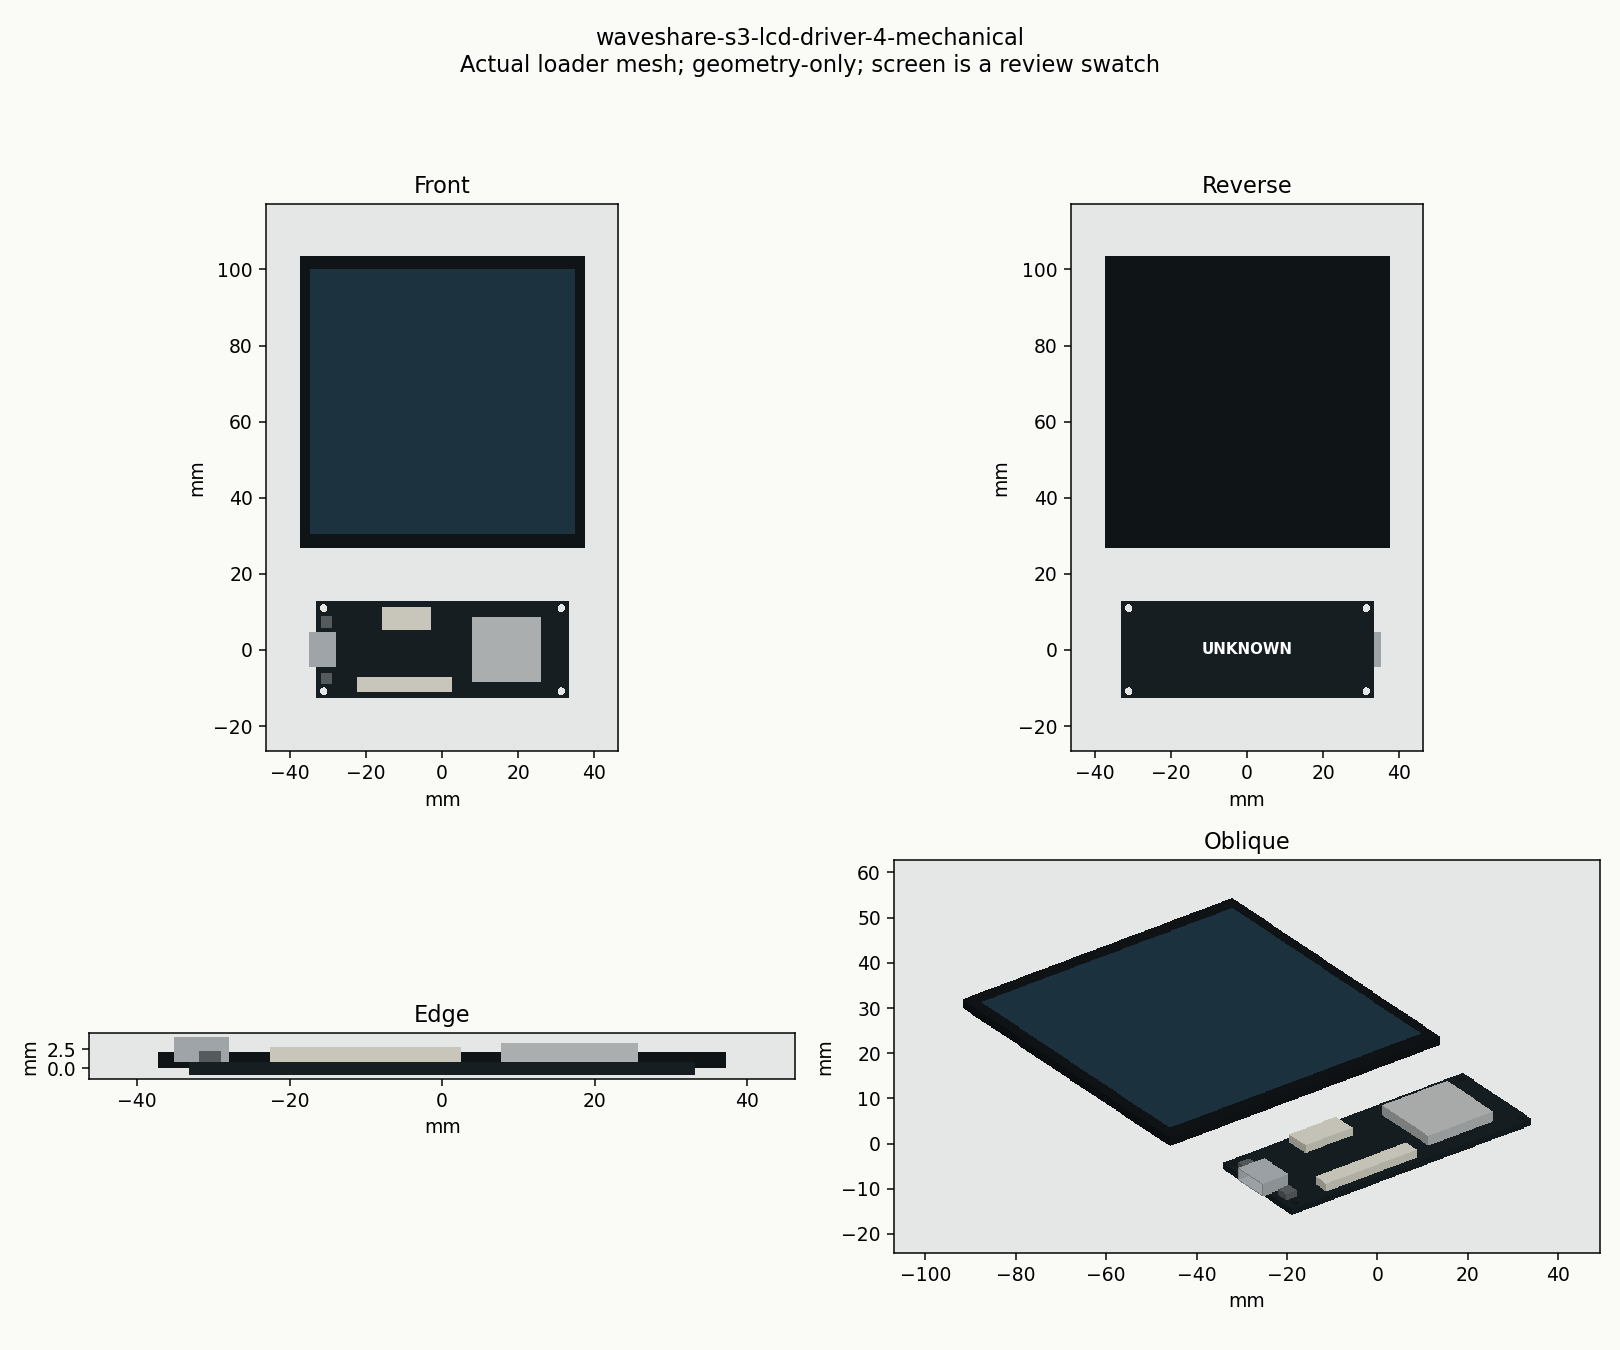 waveshare-s3-lcd-driver-4-mechanical
Actual loader mesh; geometry-only; screen is a review swatch
Front
100
80
60
40
20
0
−20
mm
−40 −20 0 20 40
mm
Reverse
100
80
60
40
20
0
−20
mm
UNKNOWN
−40 −20 0 20 40
mm
Edge
2.5
0.0
mm
−40 −20 0 20 40
mm
Oblique
60
50
40
30
20
10
0
−10
−20
mm
−100 −80 −60 −40 −20 0 20 40
mm